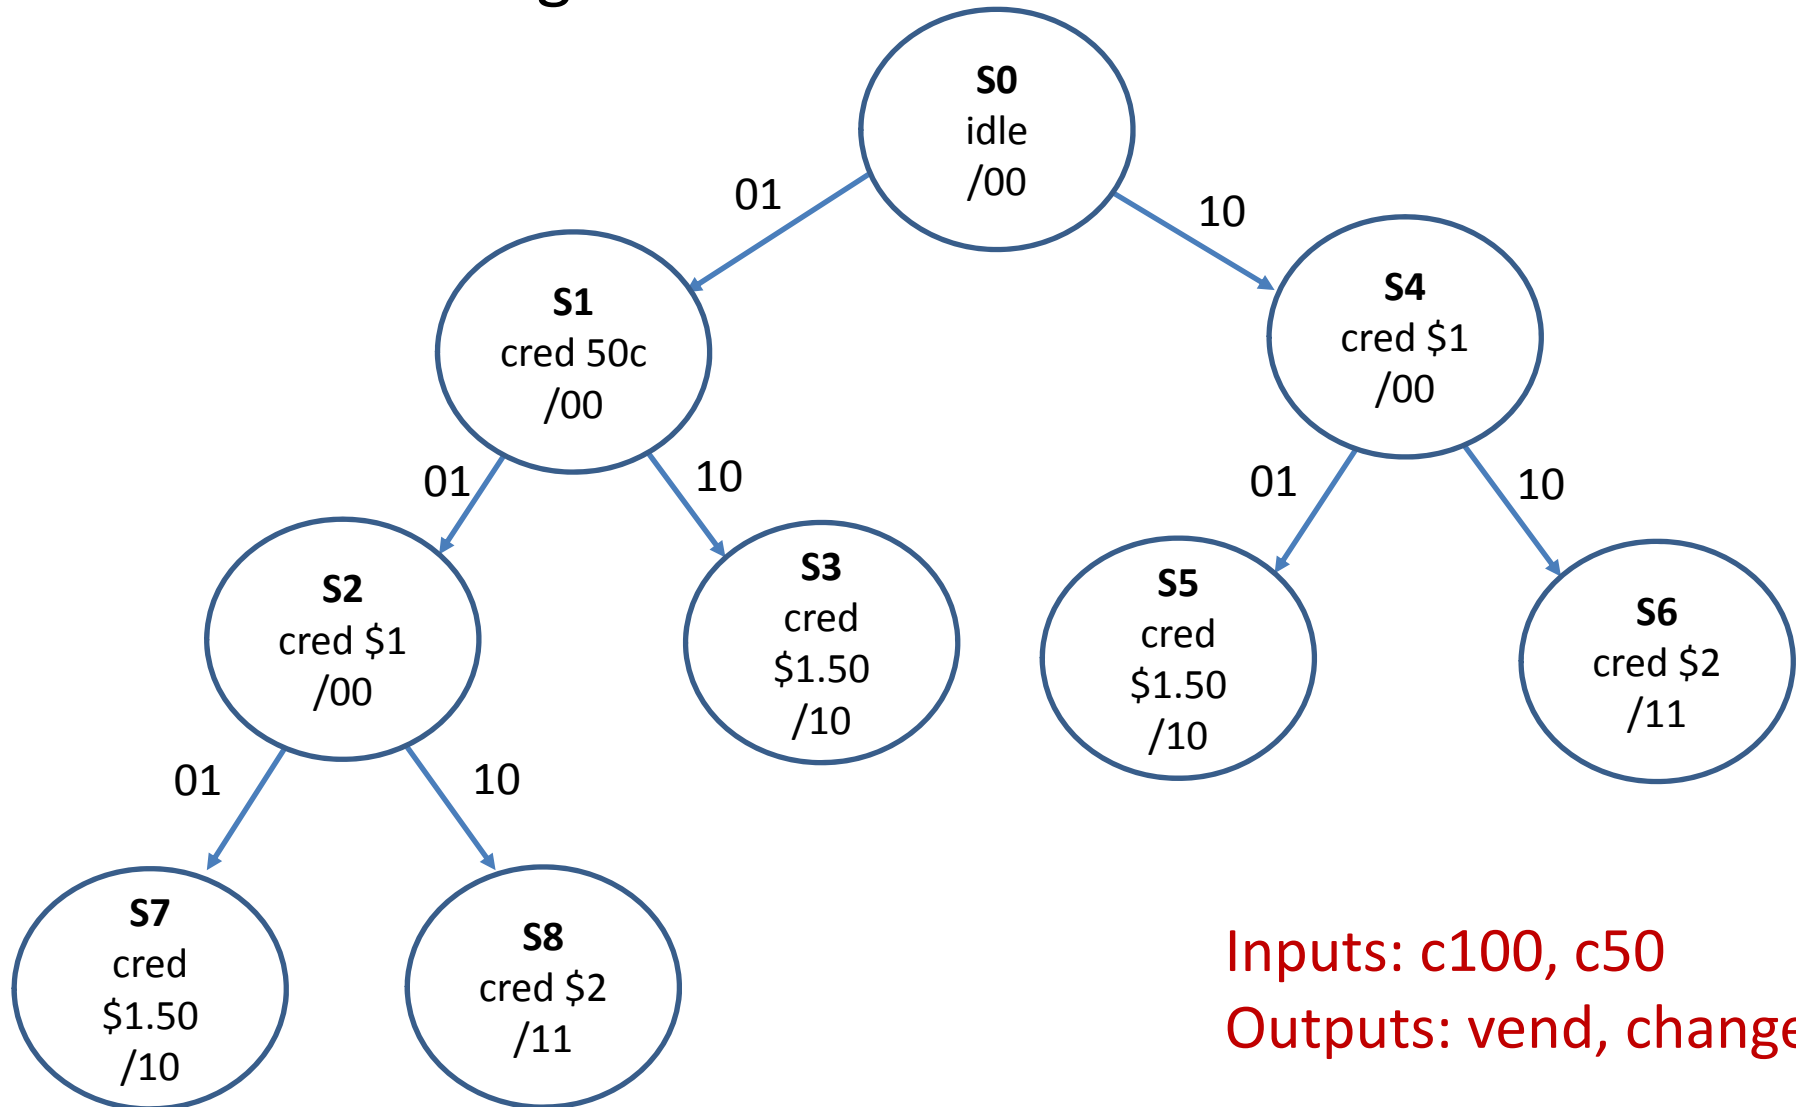 S0
idle
/00
01
10
S1
cred 50c
/00
S4
cred $1
/00
01
10
01
10
S2
cred $1
/00
S3
cred
$1.50
/10
S5
cred
$1.50
/10
S6
cred $2
/11
01
10
S7
cred
$1.50
/10
S8
cred $2
/11
Inputs: c100, c50
Outputs: vend, change